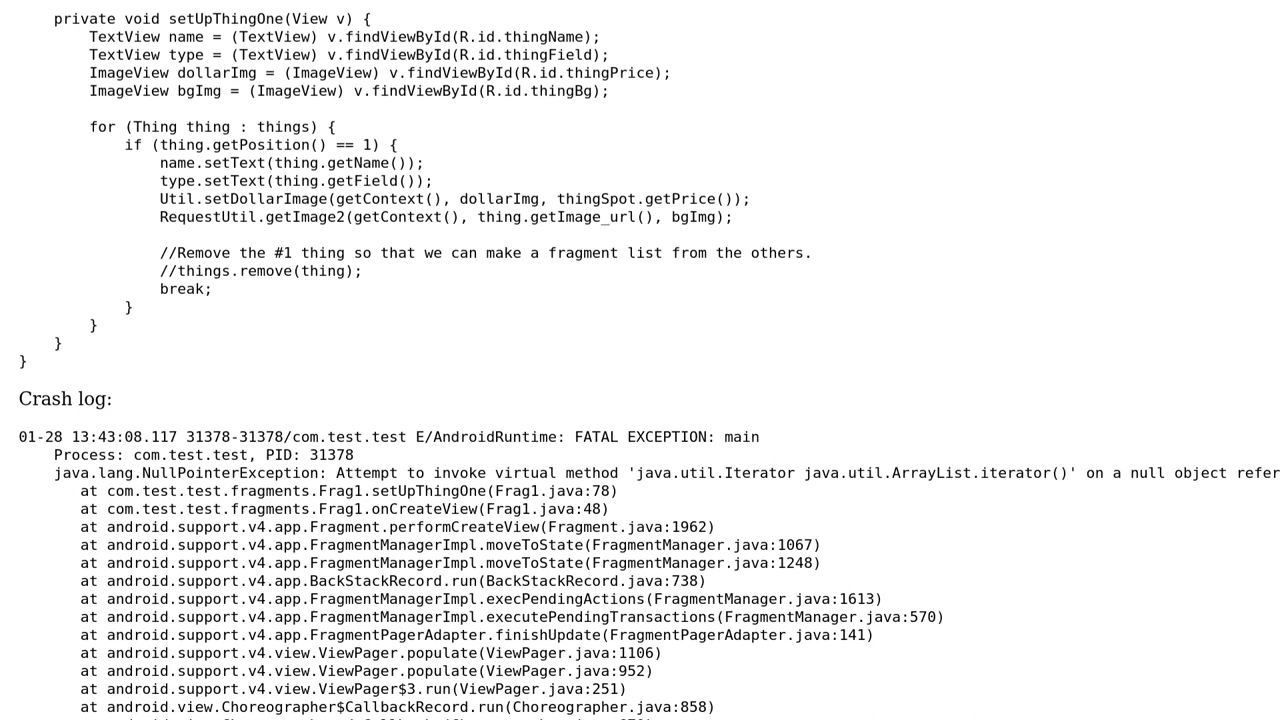 private void setUpThingOne(View v) {
TextView name = (TextView) v.findViewById(R.id.thingName);
TextView type = (TextView) v.findViewById(R.id.thingField);
ImageView dollarImg = (ImageView) v.findViewById(R.id.thingPrice);
ImageView bgImg = (ImageView) v.findViewById(R.id.thingBg);
for (Thing thing : things) {
if (thing.getPosition() == 1) {
name.setText(thing.getName());
type.setText(thing.getField());
Util.setDollarImage(getContext(), dollarImg, thingSpot.getPrice());
RequestUtil.getImage2(getContext(), thing.getImage_url(), bgImg);
//Remove the #1 thing so that we can make a fragment list from the others.
//things.remove(thing);
break;
}
}
}
}
Crash log:
01-28 13:43:08.117 31378-31378/com.test.test E/AndroidRuntime: FATAL EXCEPTION: main
Process: com.test.test, PID: 31378
java.lang.NullPointerException: Attempt to invoke virtual method 'java.util.Iterator java.util.ArrayList.iterator()' on a null object refer
at com.test.test.fragments.Frag1.setUpThingOne(Frag1.java:78)
at com.test.test.fragments.Frag1.onCreateView(Frag1.java:48)
at android.support.v4.app.Fragment.performCreateView(Fragment.java:1962)
at android.support.v4.app.FragmentManagerImpl.moveToState(FragmentManager.java:1067)
at android.support.v4.app.FragmentManagerImpl.moveToState(FragmentManager.java:1248)
at android.support.v4.app.BackStackRecord.run(BackStackRecord.java:738)
at android.support.v4.app.FragmentManagerImpl.execPendingActions(FragmentManager.java:1613)
at android.support.v4.app.FragmentManagerImpl.executePendingTransactions(FragmentManager.java:570)
at android.support.v4.app.FragmentPagerAdapter.finishUpdate(FragmentPagerAdapter.java:141)
at android.support.v4.view.ViewPager.populate(ViewPager.java:1106)
at android.support.v4.view.ViewPager.populate(ViewPager.java:952)
at android.support.v4.view.ViewPager$3.run(ViewPager.java:251)
at android.view.Choreographer$CallbackRecord.run(Choreographer.java:858)